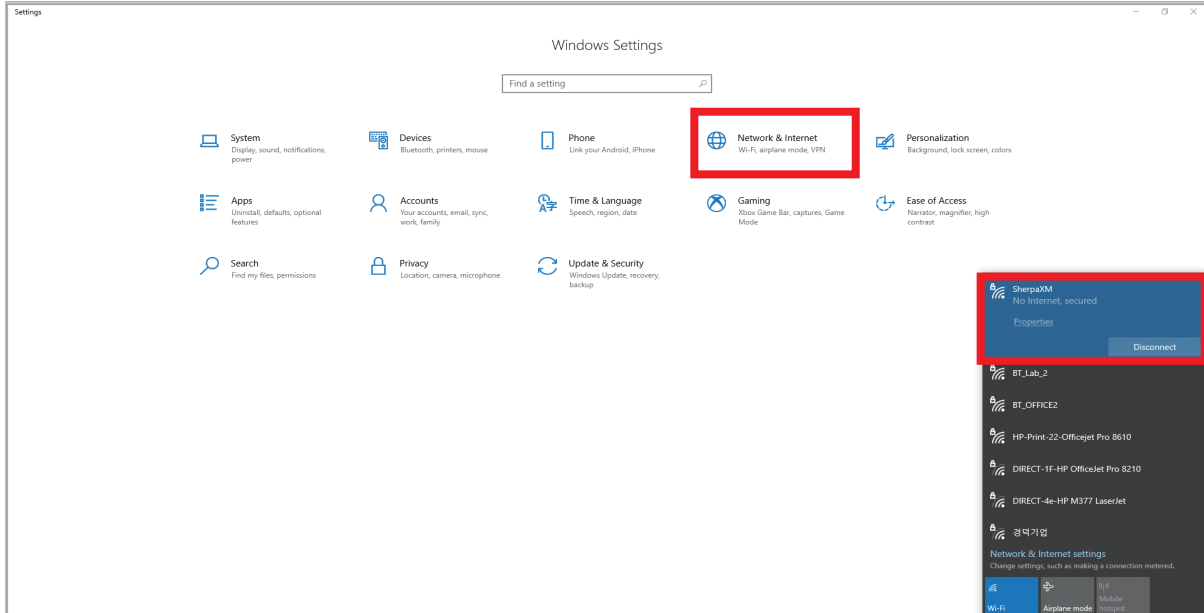 Settings
Windows Settings
Find a setting
System
Display, sound, notifications,
power
Devices
Bluetooth, printers, mouse
Phone
Link your Android, iPhone
Network & Internet
Wi-Fi, airplane mode, VPN
Personalization
Background, lock screen, colors
Apps
Uninstall, defaults, optional
features
Accounts
Your accounts, email, sync,
work, family
Time & Language
Speech, region, date
Gaming
Xbox Game Bar, captures, Game
Mode
Ease of Access
Narrator, magnifier, high
contrast
Search
Find my files, permissions
Privacy
Location, camera, microphone
Update & Security
Windows Update, recovery,
backup
SherpaXM
No Internet, secured
Properties
Disconnect
BT_Lab_2
BT_OFFICE2
HP-Print-22-Officejet Pro 8610
DIRECT-1F-HP OfficeJet Pro 8210
DIRECT-4e-HP M377 LaserJet
경덕기업
Network & Internet settings
Change settings, such as making a connection metered.
Wi-Fi
Airplane mode
Mobile
hotspot